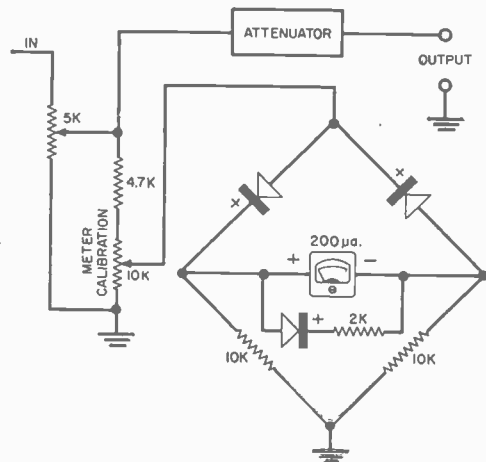 ATTENUATOR
IN
OUTPUT
5K
4.7K
METER
CALIBRATION
10K
x
x
+
200µa.
-
+
2K
10K
10K